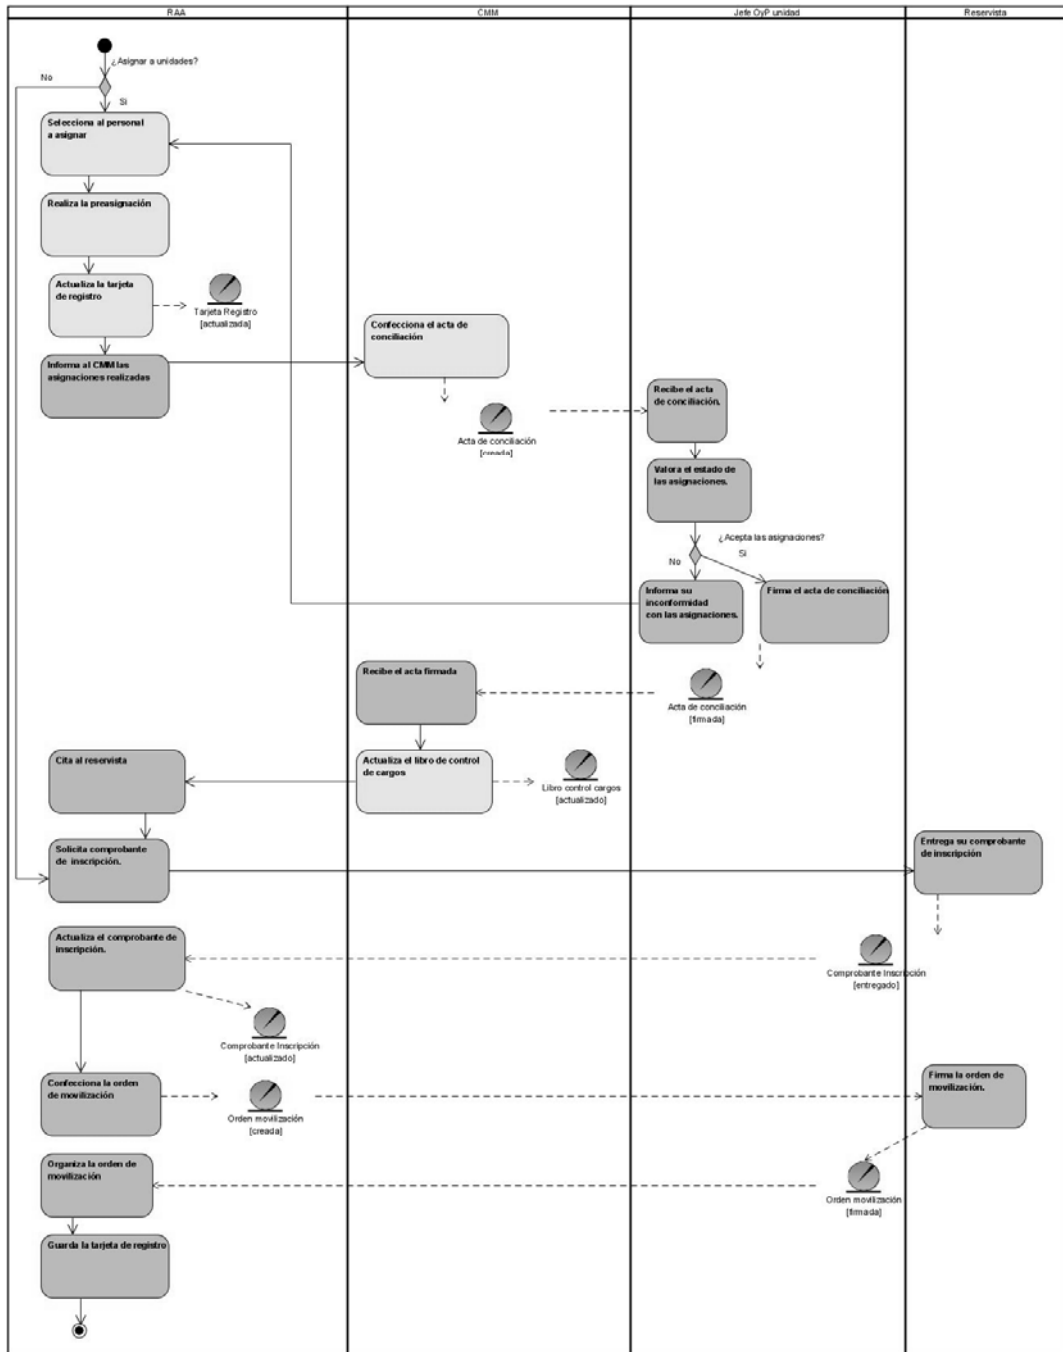 RAA
CMM
Jefe OyP unidad
Reservista
¿Asignar a unidades?
No
Si
Selecciona al personal
a asignar
Realiza la preasignación
Actualiza la tarjeta
de registro
Tarjeta Registro
[actualizada]
Informa al CMM las
asignaciones realizadas
Confecciona el acta de
conciliación
Acta de conciliación
[creada]
Recibe el acta
de conciliación.
Valora el estado de
las asignaciones.
¿Acepta las asignaciones?
No
Si
Informa su
inconformidad
con las asignaciones.
Firma el acta de conciliación
Acta de conciliación
[firmada]
Recibe el acta firmada
Actualiza el libro de control
de cargos
Libro control cargos
[actualizado]
Cita al reservista
Solicita comprobante
de inscripción.
Entrega su comprobante
de inscripción
Comprobante Inscripción
[entregado]
Actualiza el comprobante de
inscripción.
Comprobante Inscripción
[actualizado]
Confecciona la orden
de movilización
Orden movilización
[creada]
Firma la orden de
movilización.
Orden movilización
[firmada]
Organiza la orden de
movilización
Guarda la tarjeta de registro